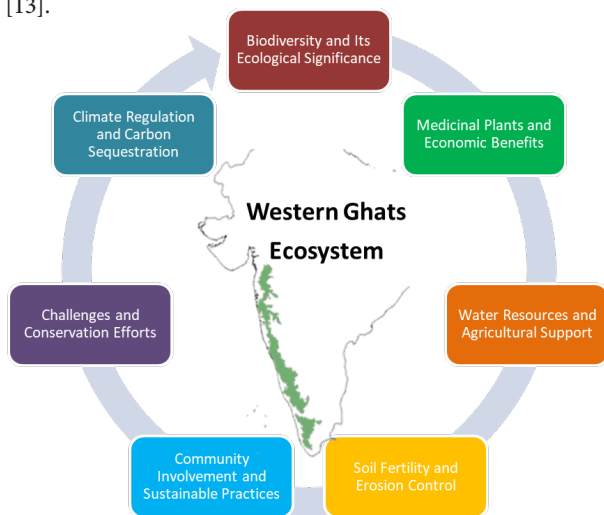 [13].
Biodiversity and Its
Ecological Significance
Medicinal Plants and
Economic Benefits
Water Resources and
Agricultural Support
Soil Fertility and
Erosion Control
Community
Involvement and
Sustainable Practices
Challenges and
Conservation Efforts
Climate Regulation
and Carbon
Sequestration
Western Ghats
Ecosystem